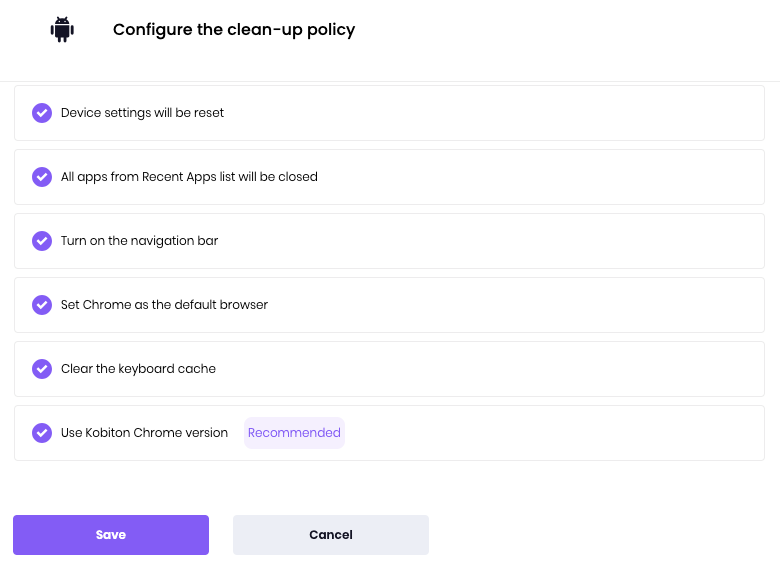 Configure the clean-up policy
Device settings will be reset
All apps from Recent Apps list will be closed
Turn on the navigation bar
Set Chrome as the default browser
Clear the keyboard cache
Use Kobiton Chrome version Recommended
Save Cancel